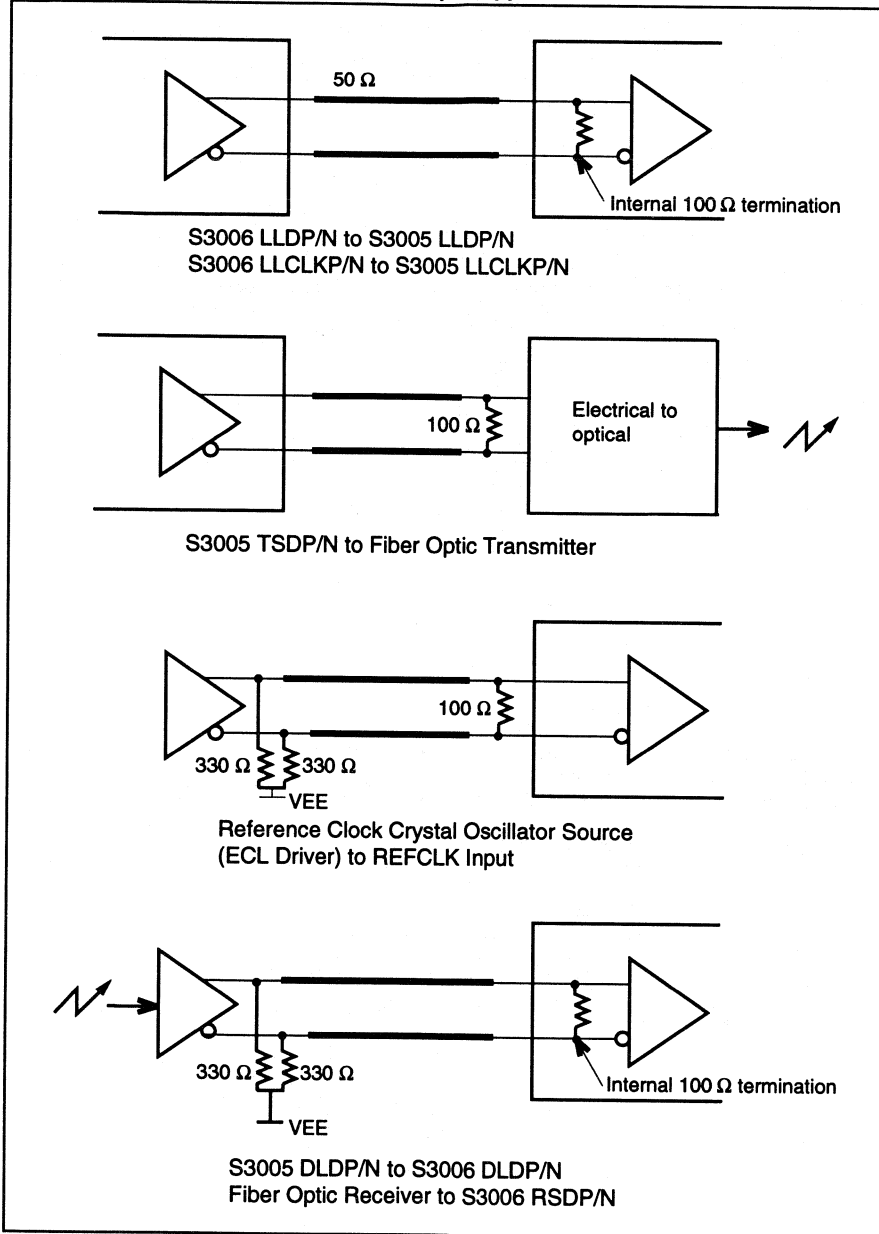 50 Ω
Internal 100 Ω termination
S3006 LLDP/N to S3005 LLDP/N
S3006 LLCLKP/N to S3005 LLCLKP/N
100 Ω
Electrical to
optical
S3005 TSDP/N to Fiber Optic Transmitter
100 Ω
330 Ω 330 Ω
VEE
Reference Clock Crystal Oscillator Source
(ECL Driver) to REFCLK Input
330 Ω 330 Ω
Internal 100 Ω termination
VEE
S3005 DLDP/N to S3006 DLDP/N
Fiber Optic Receiver to S3006 RSDP/N